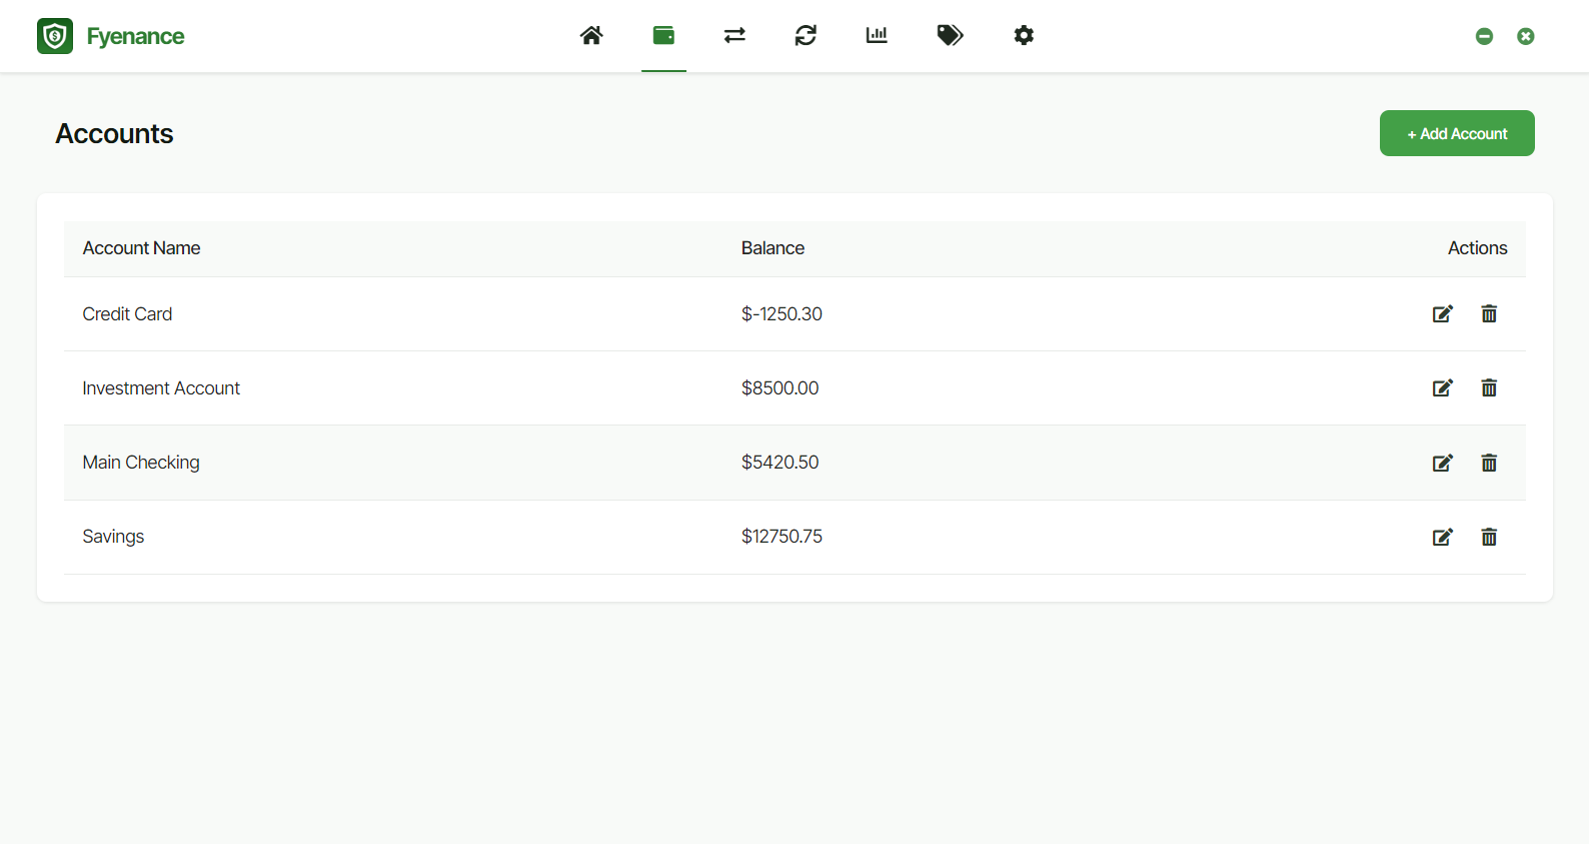 Fyenance
Accounts
+ Add Account
Account Name Balance Actions
Credit Card $-1250.30
Investment Account $8500.00
Main Checking $5420.50
Savings $12750.75